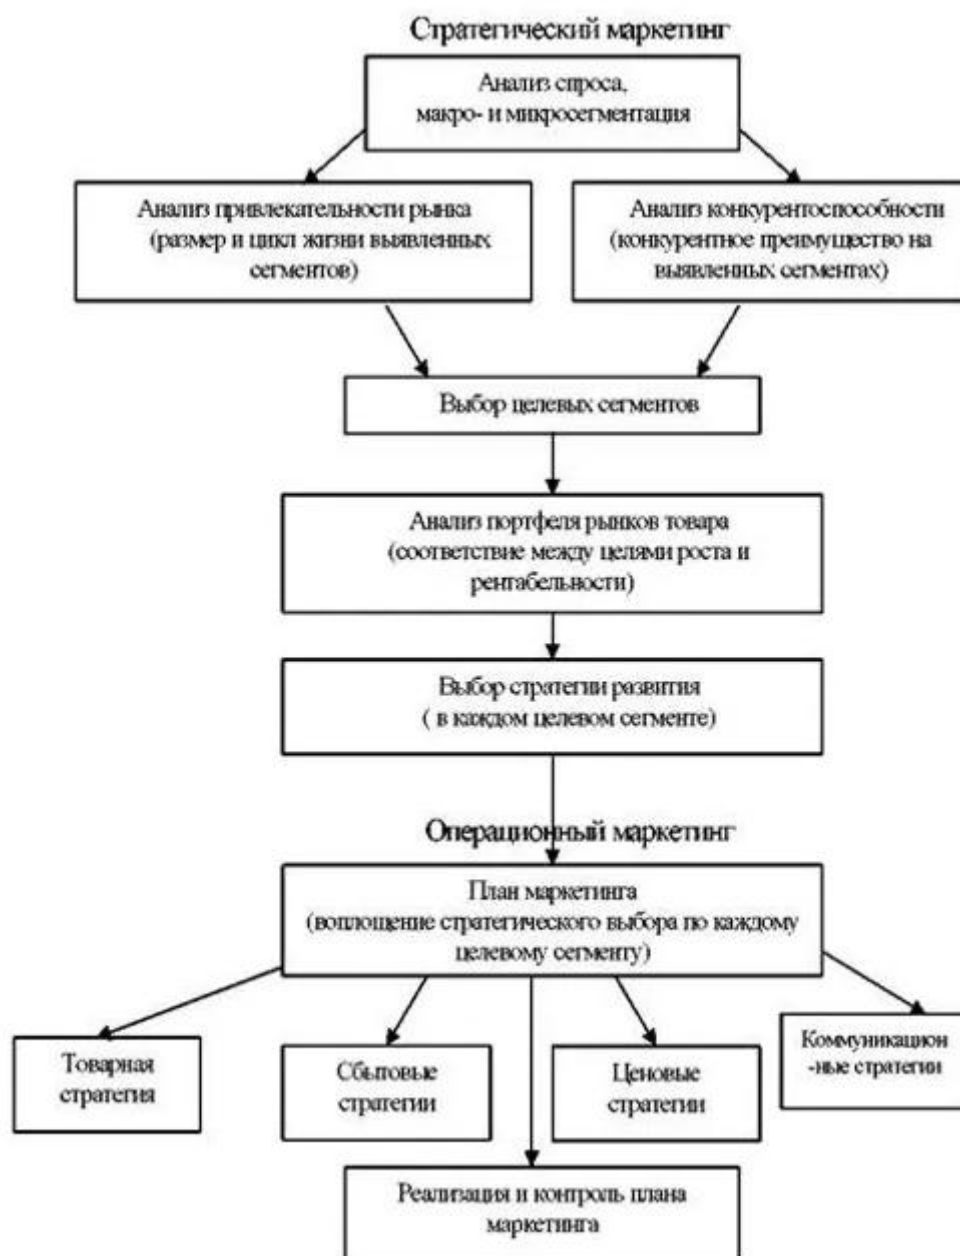 Стратегический маркетинг
Анализ спроса,
макро- и микросегментация
Анализ привлекательности рынка
(размер и цикл жизни выявленных
сегментов)
Анализ конкурентоспособности
(конкурентное преимущество на
выявленных сегментах)
Выбор целевых сегментов
Анализ портфеля рынков товара
(соответствие между целями роста и
рентабельности)
Выбор стратегии развития
( в каждом целевом сегменте)
Операционный маркетинг
План маркетинга
(воплощение стратегического выбора по каждому
целевому сегменту)
Товарная
стратегия
Сбытовые
стратегии
Ценовые
стратегии
Коммуникацион
-ные стратегии
Реализация и контроль плана
маркетинга